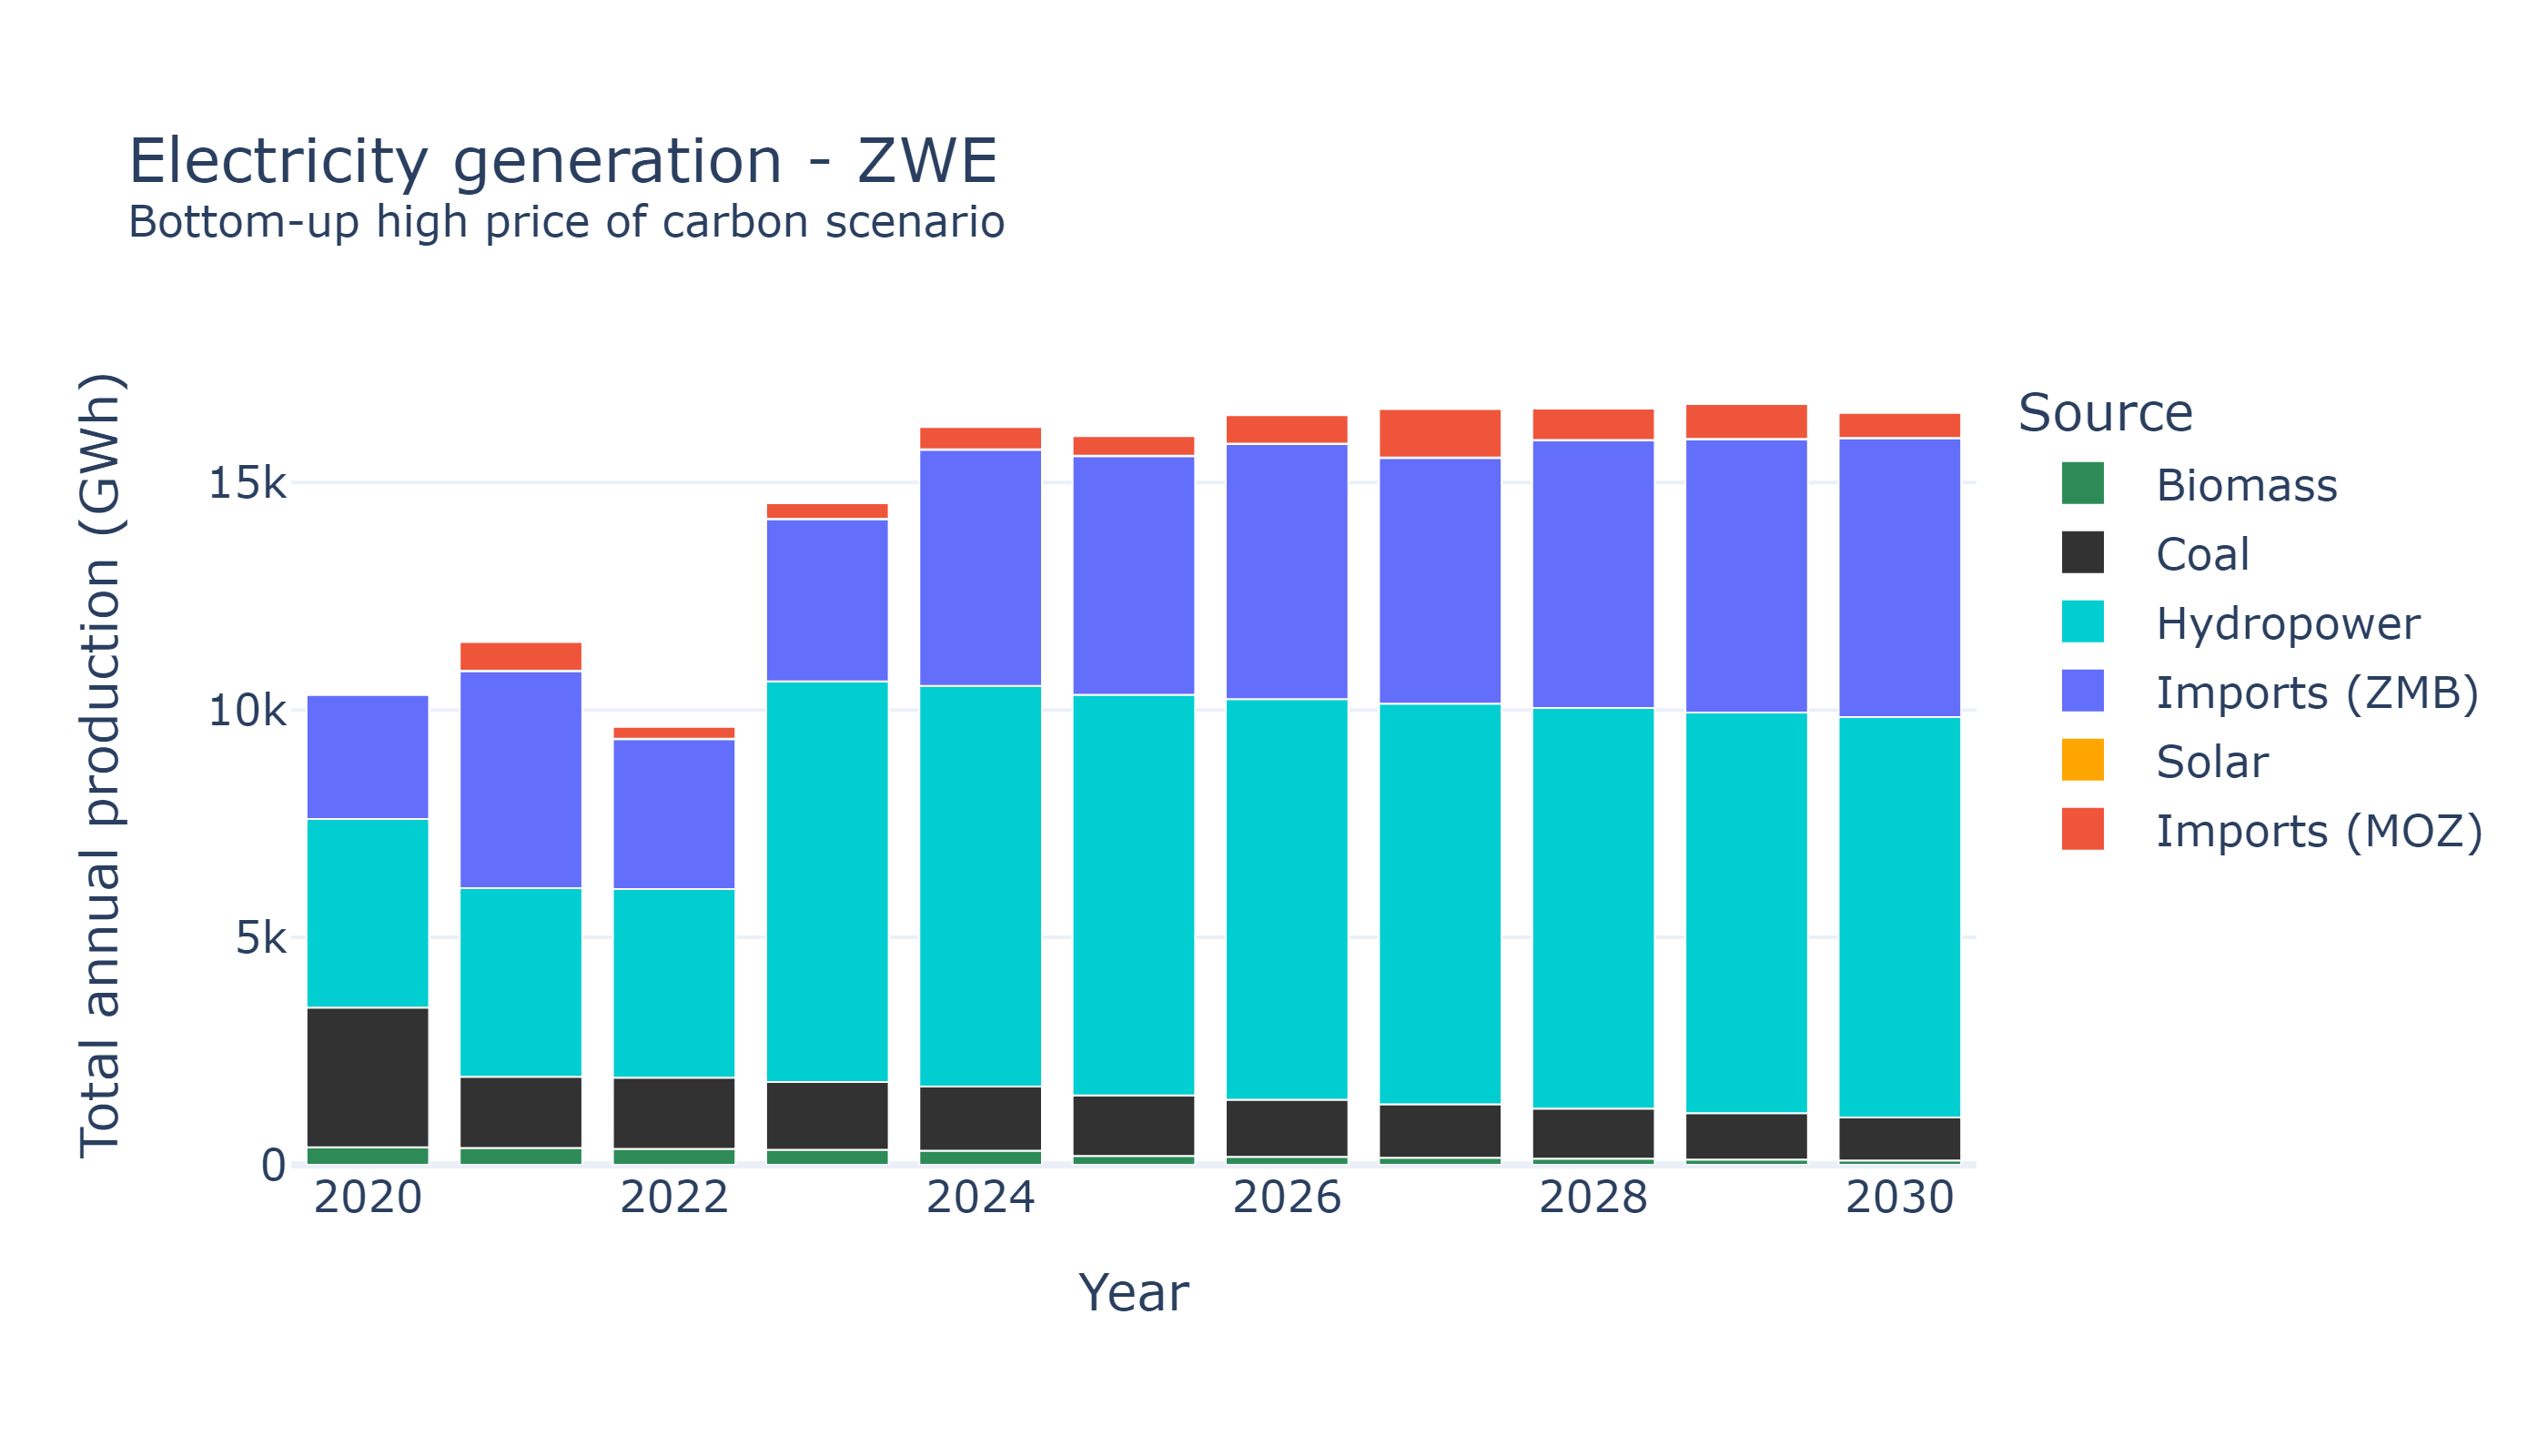 Electricity generation - ZWE
Bottom-up high price of carbon scenario
Total annual production (GWh)
15k
10k
5k
0
2020
2022
2024
2026
2028
2030
Year
Source
Biomass
Coal
Hydropower
Imports (ZMB)
Solar
Imports (MOZ)